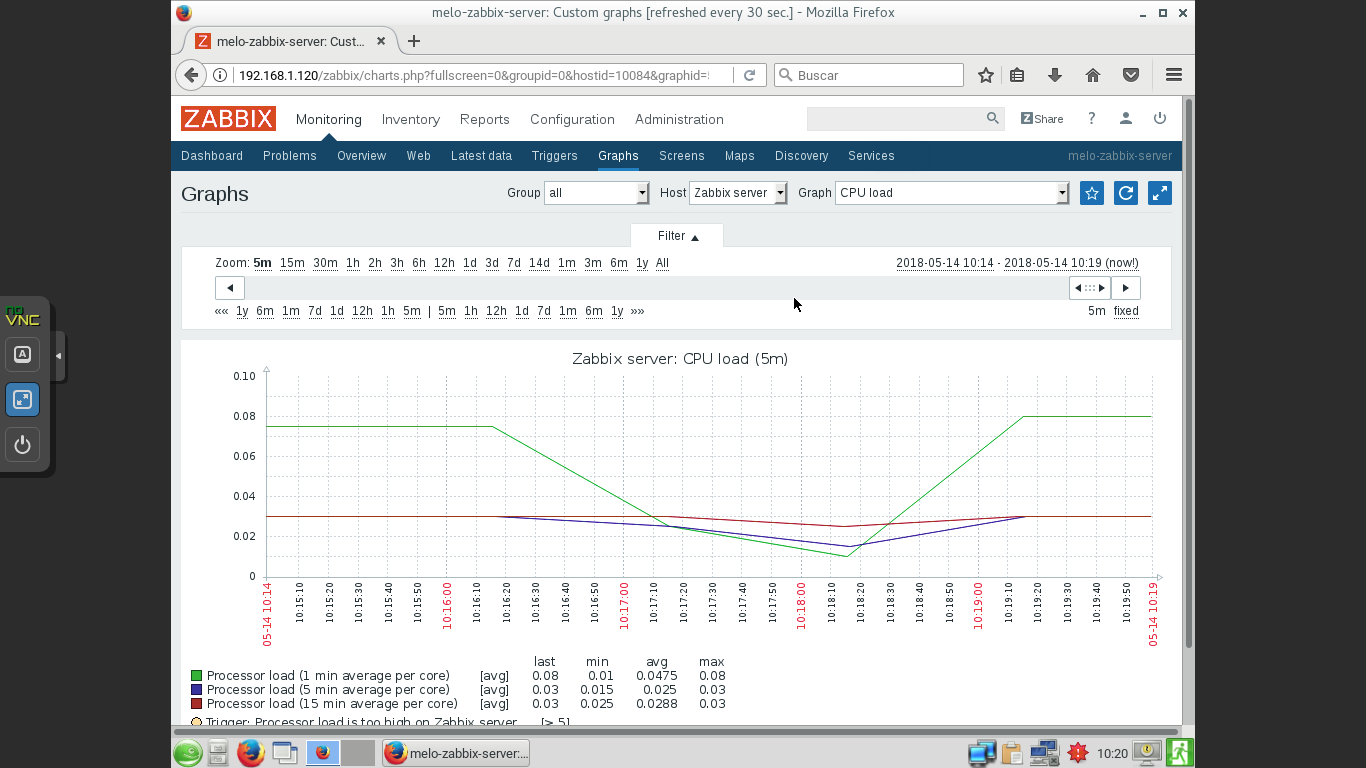 melo-zabbix-server: Custom graphs [refreshed every 30 sec.] - Mozilla Firefox
Z melo-zabbix-server: Cust...
192.168.1.120/zabbix/charts.php?fullscreen=0&groupid=0&hostid=10084&graphid=
Buscar
ZABBIX Monitoring Inventory Reports Configuration Administration Z Share ?
Dashboard Problems Overview Web Latest data Triggers Graphs Screens Maps Discovery Services melo-zabbix-server
Graphs Group all Host Zabbix server Graph CPU load
Filter
Zoom: 5m 15m 30m 1h 2h 3h 6h 12h 1d 3d 7d 14d 1m 3m 6m 1y All 2018-05-14 10:14 - 2018-05-14 10:19 (now!)
«« 1y 6m 1m 7d 1d 12h 1h 5m | 5m 1h 12h 1d 7d 1m 6m 1y »» 5m fixed
no
VNC
A
Zabbix server: CPU load (5m)
0.10
0.08
0.06
0.04
0.02
0
05-14 10:14 10:15:10 10:15:20 10:15:30 10:15:40 10:15:50 10:16:00 10:16:10 10:16:20 10:16:30 10:16:40 10:16:50 10:17:00 10:17:10 10:17:20 10:17:30 10:17:40 10:17:50 10:18:00 10:18:10 10:18:20 10:18:30 10:18:40 10:18:50 10:19:00 10:19:10 10:19:20 10:19:30 10:19:40 10:19:50 05-14 10:19
last min avg max
Processor load (1 min average per core) [avg] 0.08 0.01 0.0475 0.08
Processor load (5 min average per core) [avg] 0.03 0.015 0.025 0.03
Processor load (15 min average per core) [avg] 0.03 0.025 0.0288 0.03
Trigger: Processor load is too high on Zabbix server [> 5]
melo-zabbix-server:... 10:20